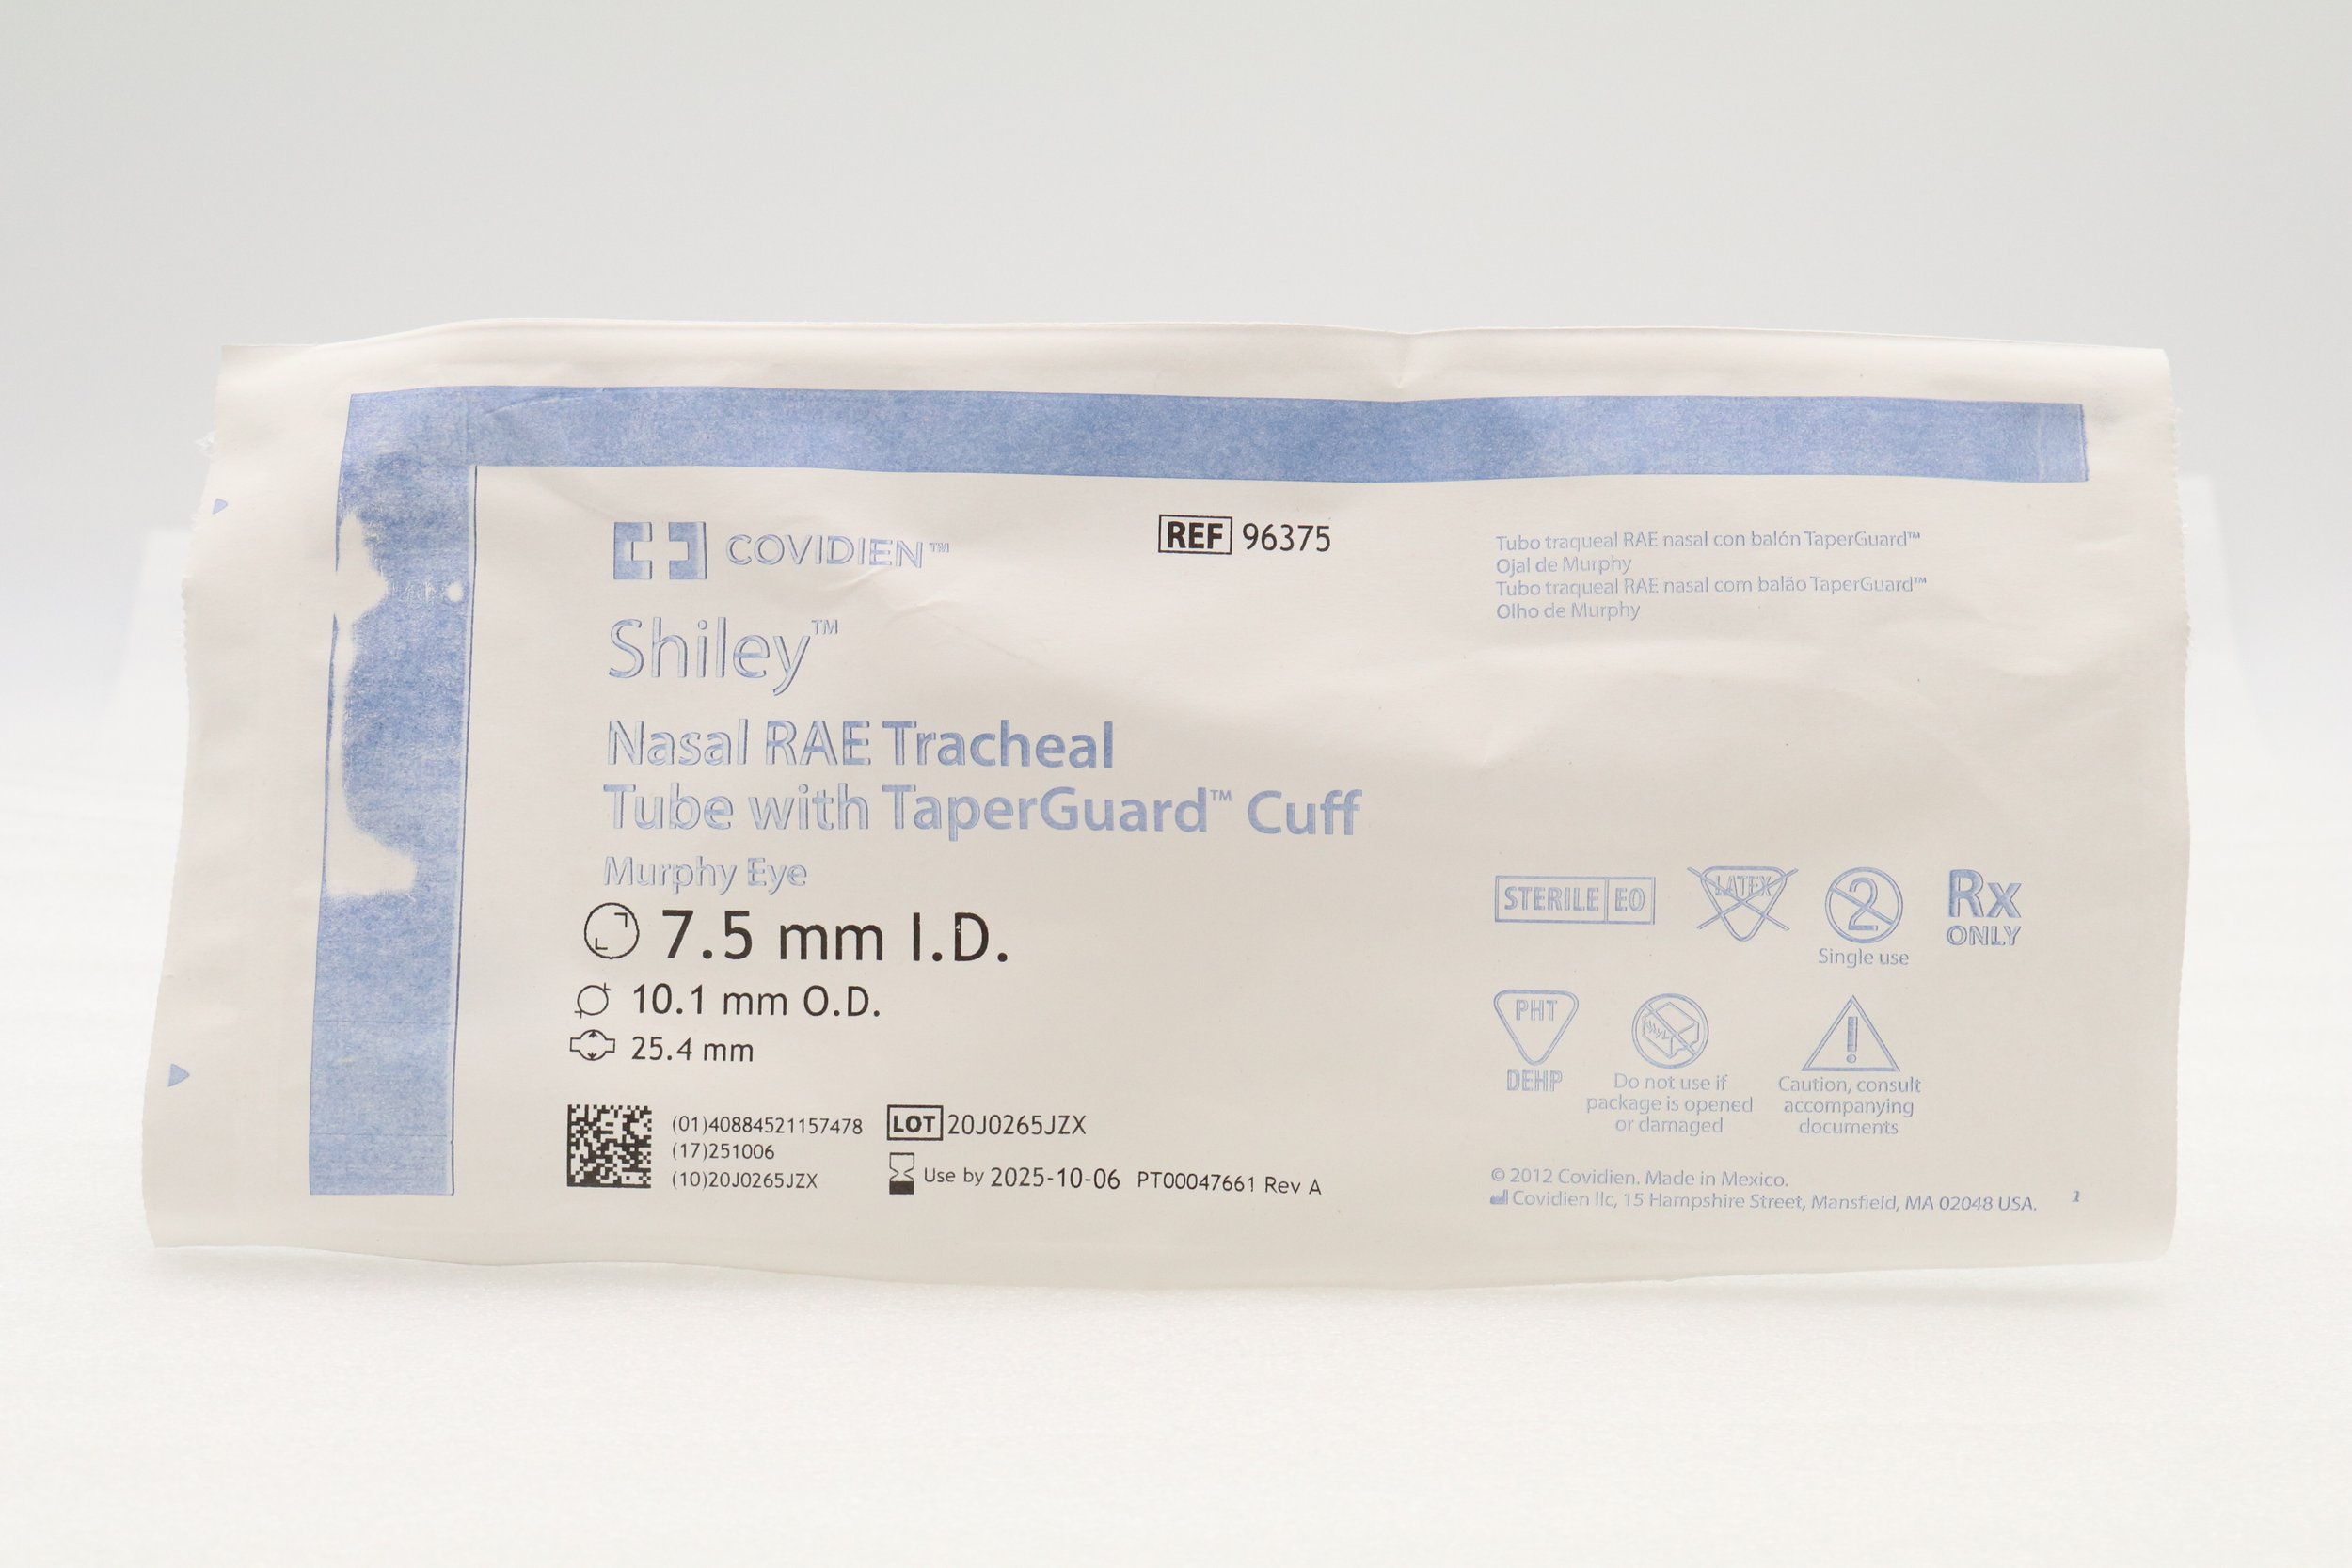 COVIDIEN™
REF 96375
Shiley™
Nasal RAE Tracheal
Tube with TaperGuard™ Cuff
Murphy Eye
7.5 mm I.D.
10.1 mm O.D.
25.4 mm
(01)40884521157478
(17)251006
(10)20J0265JZX
LOT 20J0265JZX
Use by 2025-10-06 PT00047661 Rev A
Tubo traqueal RAE nasal con balón TaperGuard™
Ojal de Murphy
Tubo traqueal RAE nasal com balão TaperGuard™
Olho de Murphy
STERILE EO
LATEX
2
Single use
Rx
ONLY
PHT
DEHP
Do not use if
package is opened
or damaged
!
Caution, consult
accompanying
documents
© 2012 Covidien. Made in Mexico.
Covidien llc, 15 Hampshire Street, Mansfield, MA 02048 USA.
1